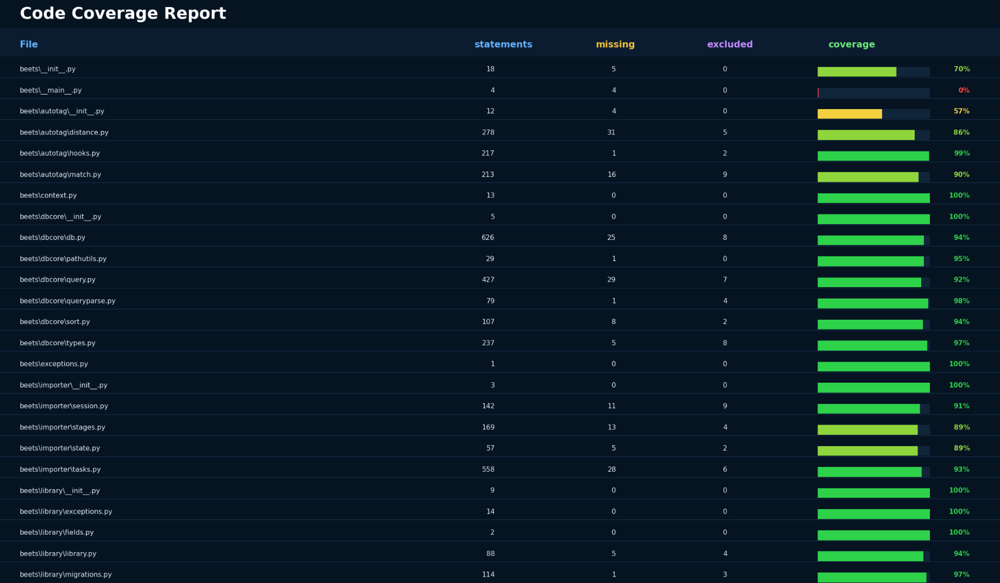 Code Coverage Report
File statements missing excluded coverage
beets\__init__.py 18 5 0 70%
beets\__main__.py 4 4 0 0%
beets\autotag\__init__.py 12 4 0 57%
beets\autotag\distance.py 278 31 5 86%
beets\autotag\hooks.py 217 1 2 99%
beets\autotag\match.py 213 16 9 90%
beets\context.py 13 0 0 100%
beets\dbcore\__init__.py 5 0 0 100%
beets\dbcore\db.py 626 25 8 94%
beets\dbcore\pathutils.py 29 1 0 95%
beets\dbcore\query.py 427 29 7 92%
beets\dbcore\queryparse.py 79 1 4 98%
beets\dbcore\sort.py 107 8 2 94%
beets\dbcore\types.py 237 5 8 97%
beets\exceptions.py 1 0 0 100%
beets\importer\__init__.py 3 0 0 100%
beets\importer\session.py 142 11 9 91%
beets\importer\stages.py 169 13 4 89%
beets\importer\state.py 57 5 2 89%
beets\importer\tasks.py 558 28 6 93%
beets\library\__init__.py 9 0 0 100%
beets\library\exceptions.py 14 0 0 100%
beets\library\fields.py 2 0 0 100%
beets\library\library.py 88 5 4 94%
beets\library\migrations.py 114 1 3 97%